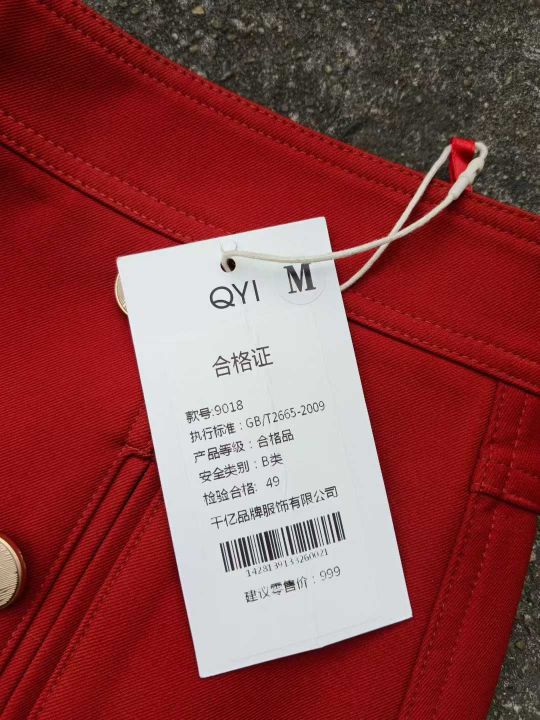 QYI M
合格证
款号:9018
执行标准：GB/T2665-2009
产品等级：合格品
安全类别：B类
检验合格: 49
千亿品牌服饰有限公司
1428139133260021
建议零售价：999